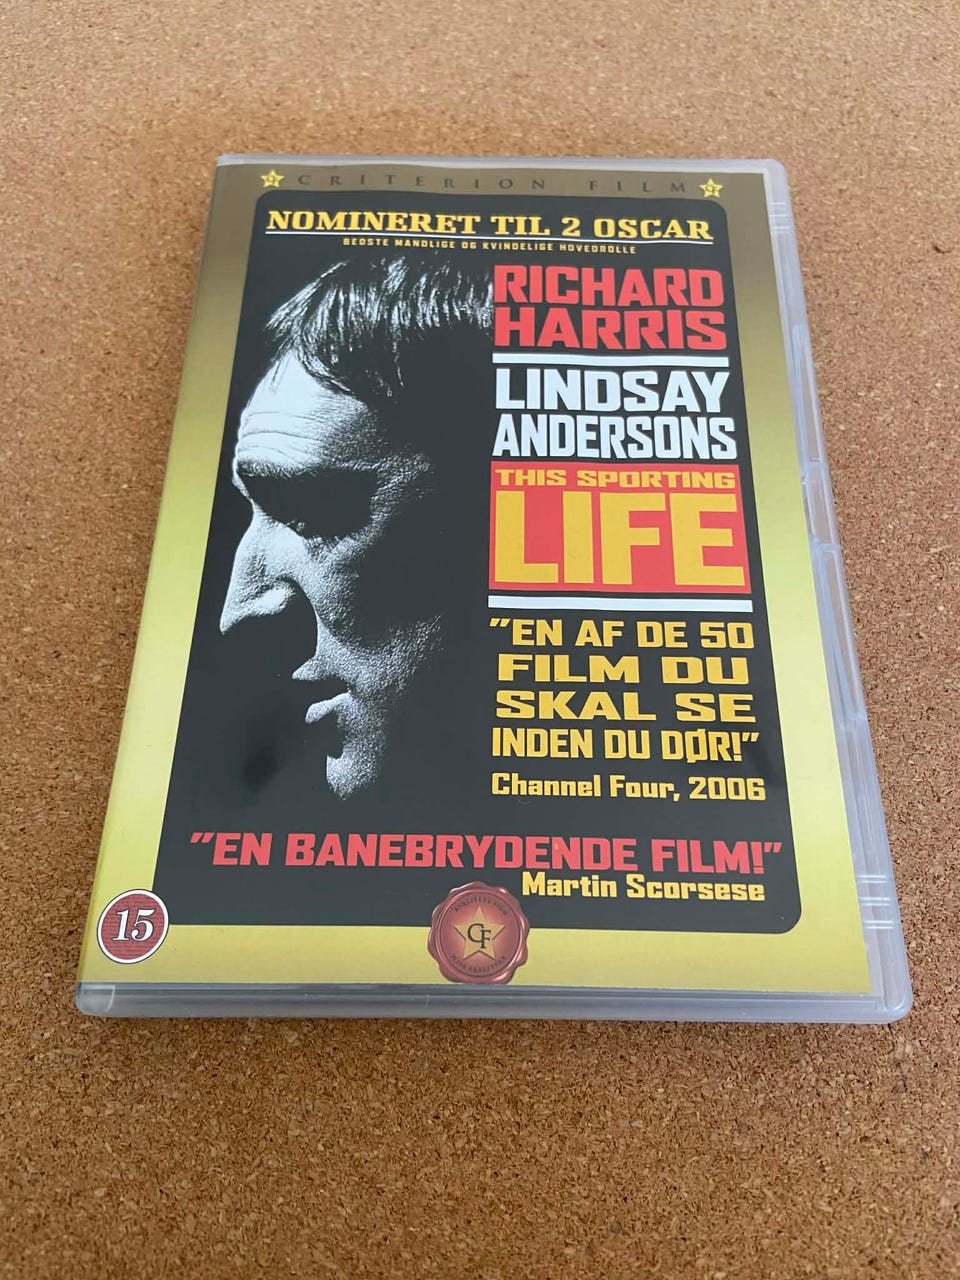 CRITERION FILM
NOMINERET TIL 2 OSCAR
BEDSTE MANDLIGE OG KVINDELIGE HOVEDROLLE
RICHARD
HARRIS
LINDSAY
ANDERSONS
THIS SPORTING
LIFE
"EN AF DE 50
FILM DU
SKAL SE
INDEN DU DØR!"
Channel Four, 2006
"EN BANEBRYDENDE FILM!"
Martin Scorsese
15
KVALITETS FILM
CF